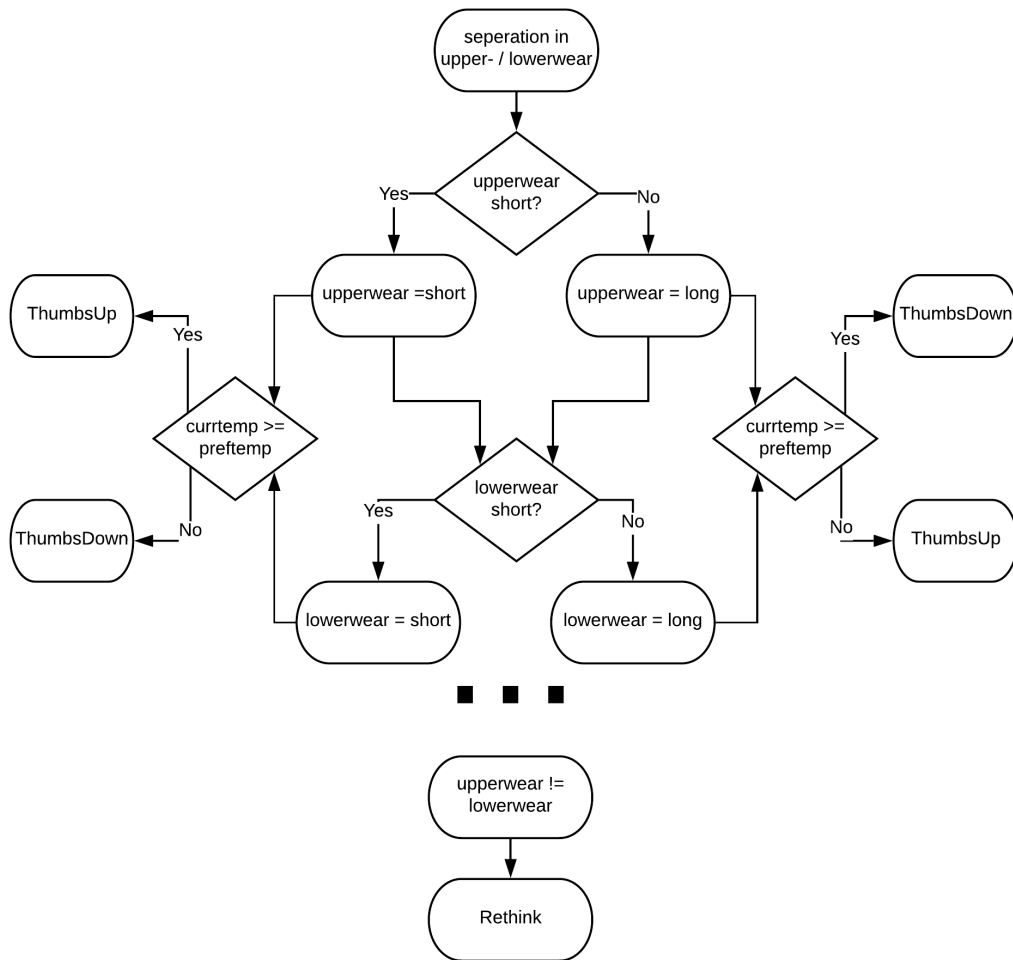 seperation in
upper- / lowerwear
upperwear
short?
Yes
No
upperwear =short
upperwear = long
ThumbsUp
Yes
ThumbsDown
Yes
currtemp >=
preftemp
currtemp >=
preftemp
lowerwear
short?
Yes
No
ThumbsDown
No
No
ThumbsUp
lowerwear = short
lowerwear = long
upperwear !=
lowerwear
Rethink